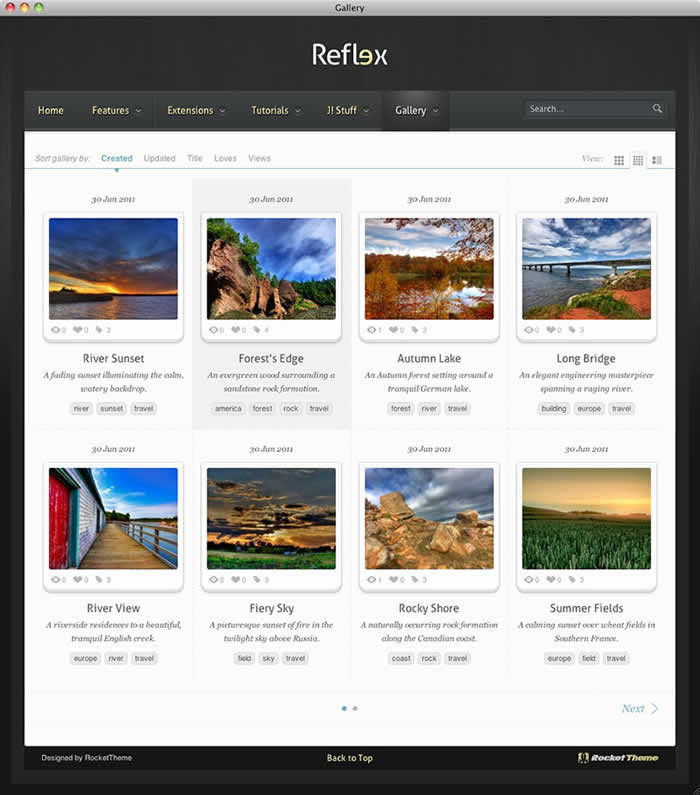 Gallery
Reflex
Home Features Extensions Tutorials J! Stuff Gallery Search...
Sort gallery by: Created Updated Title Loves Views View:
30 Jun 2011 30 Jun 2011 30 Jun 2011 30 Jun 2011
0 0 3 0 0 4 1 0 3 0 0 3
River Sunset Forest's Edge Autumn Lake Long Bridge
A fading sunset illuminating the calm, An evergreen wood surrounding a An Autumn forest setting around a An elegant engineering masterpiece
watery backdrop. sandstone rock formation. tranquil German lake. spanning a raging river.
river sunset travel america forest rock travel forest river travel building europe travel
30 Jun 2011 30 Jun 2011 30 Jun 2011 30 Jun 2011
0 0 3 0 0 3 1 0 3 0 0 3
River View Fiery Sky Rocky Shore Summer Fields
A riverside residences to a beautiful, A picturesque sunset of fire in the A naturally occurring rock formation A calming sunset over wheat fields in
tranquil English creek. twilight sky above Russia. along the Canadian coast. Southern France.
europe river travel field sky travel coast rock travel europe field travel
Next
Designed by RocketTheme Back to Top RocketTheme